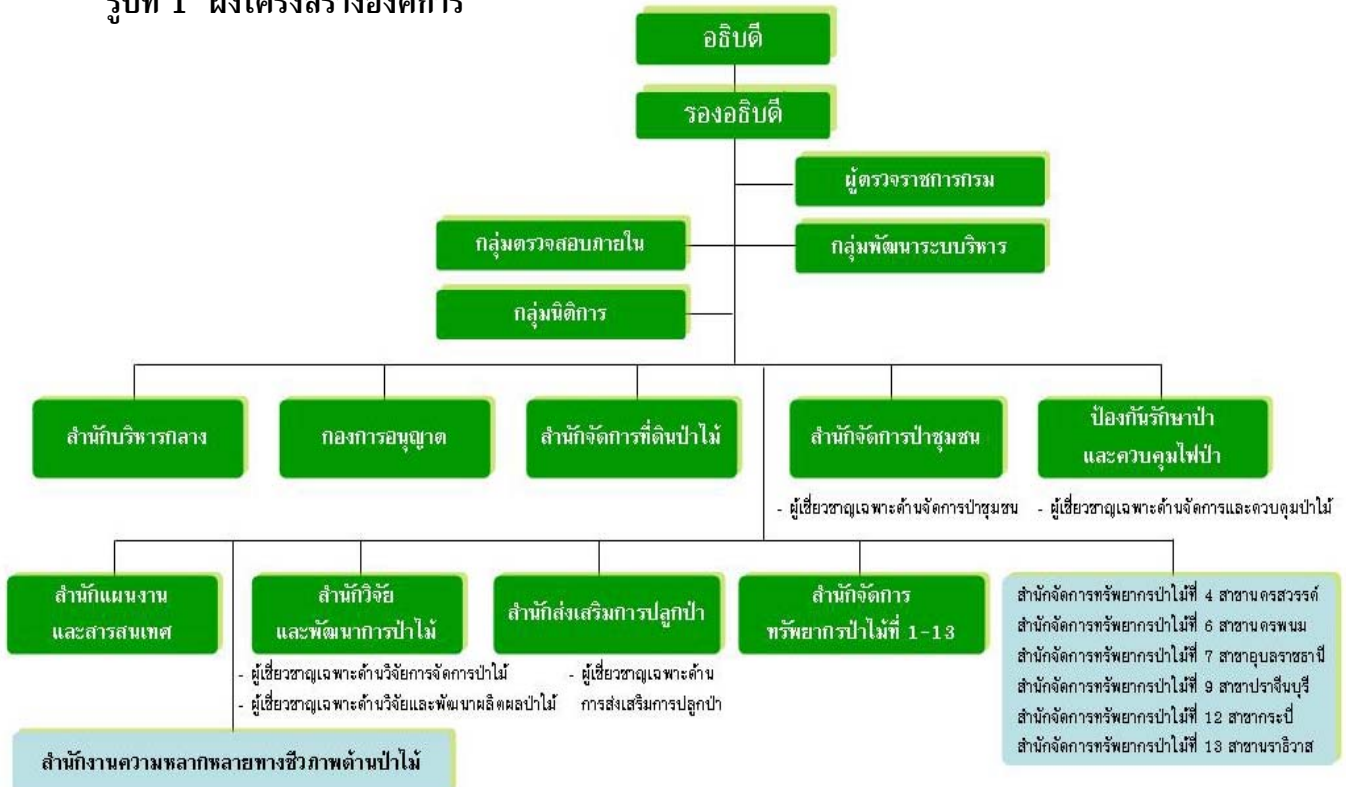 รูปที่ 1 ผังโครงสร้างองค์การ
อธิบดี
รองอธิบดี
ผู้ตรวจราชการกรม
กลุ่มตรวจสอบภายใน
กลุ่มพัฒนาระบบริหาร
กลุ่มนิติการ
สำนักบริหารกลาง
กองการอนุญาต
สำนักจัดการที่ดินป่าไม้
สำนักจัดการป่าชุมชน
ป้องกันรักษาป่า
และควบคุมไฟป่า
- ผู้เชี่ยวชาญเฉพาะด้านจัดการป่าชุมชน
- ผู้เชี่ยวชาญเฉพาะด้านจัดการและควบคุมป่าไม้
สำนักแผนงาน
และสารสนเทศ
สำนักวิจัย
และพัฒนาการป่าไม้
- ผู้เชี่ยวชาญเฉพาะด้านวิจัยการจัดการป่าไม้
- ผู้เชี่ยวชาญเฉพาะด้านวิจัยและพัฒนาผลิตผลป่าไม้
สำนักส่งเสริมการปลูกป่า
- ผู้เชี่ยวชาญเฉพาะด้าน
การส่งเสริมการปลูกป่า
สำนักจัดการ
ทรัพยากรป่าไม้ที่ 1-13
สำนักจัดการทรัพยากรป่าไม้ที่ 4 สาขานครสวรรค์
สำนักจัดการทรัพยากรป่าไม้ที่ 6 สาขานครพนม
สำนักจัดการทรัพยากรป่าไม้ที่ 7 สาขาอุบลราชธานี
สำนักจัดการทรัพยากรป่าไม้ที่ 9 สาขาปราจีนบุรี
สำนักจัดการทรัพยากรป่าไม้ที่ 12 สาขากระบี่
สำนักจัดการทรัพยากรป่าไม้ที่ 13 สาขานราธิวาส
สำนักงานความหลากหลายทางชีวภาพด้านป่าไม้